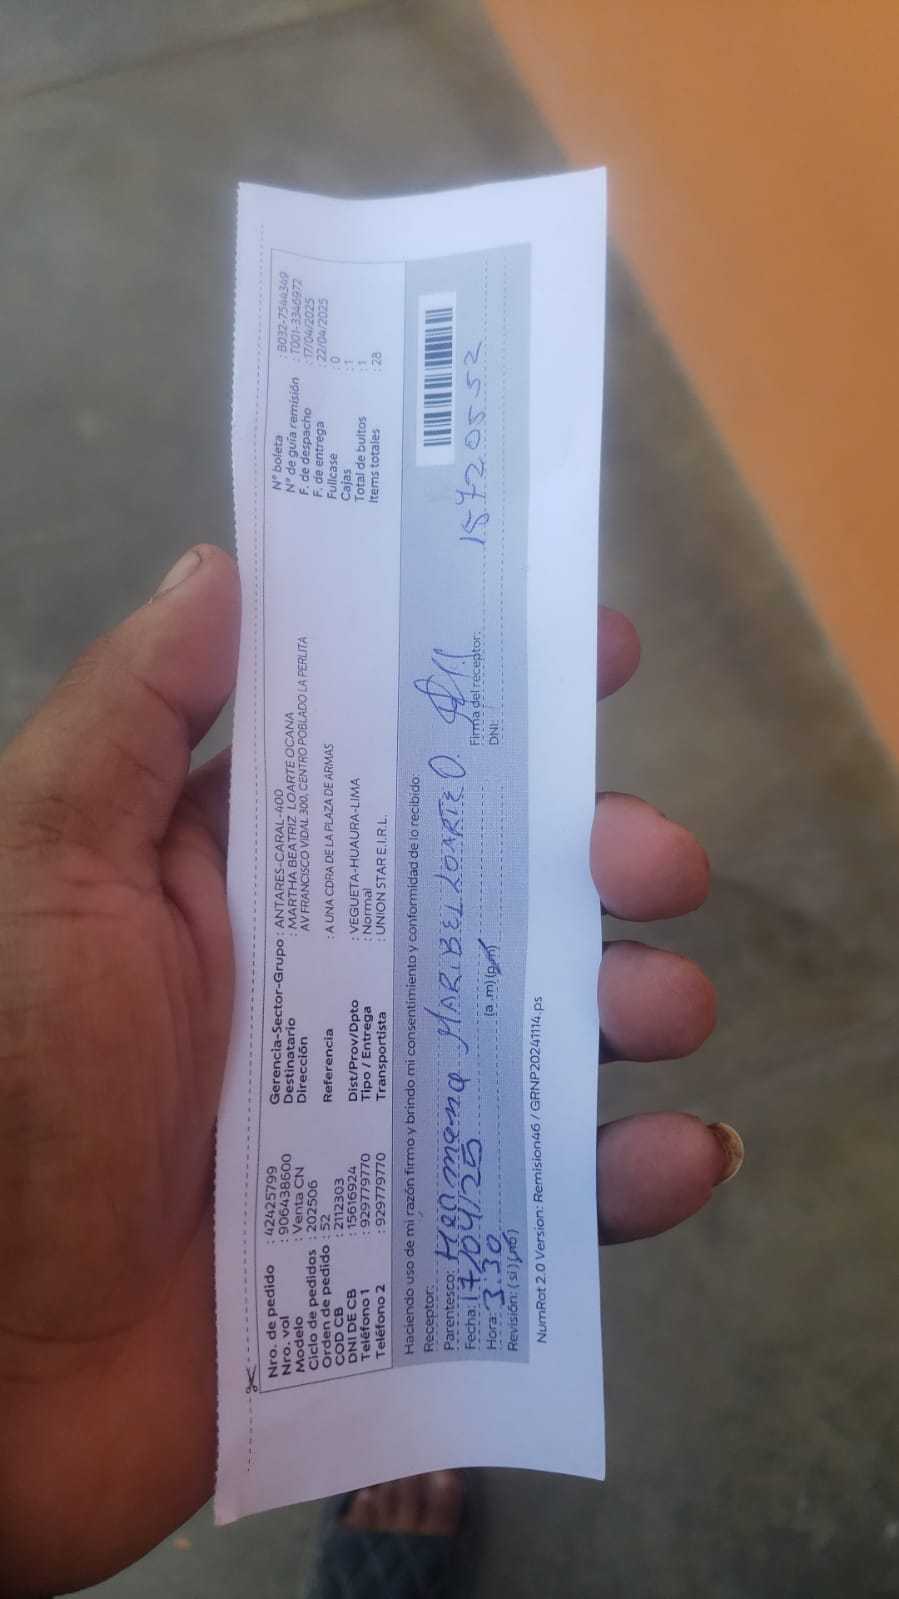 Nro. de pedido : 42425799
Nro. vol : 906438600
Modelo : Venta CN
Ciclo de pedidos : 202506
Orden de pedido : 52
COD CB : 2112303
DNI DE CB : 15616924
Teléfono 1 : 929779770
Teléfono 2 : 929779770
Gerencia-Sector-Grupo : ANTARES-CARAL-400
Destinatario : MARTHA BEATRIZ LOARTE OCANA
Dirección AV FRANCISCO VIDAL 300, CENTRO POBLADO LA PERLITA
Referencia : A UNA CDRA DE LA PLAZA DE ARMAS
Dist/Prov/Dpto : VEGUETA-HUAURA-LIMA
Tipo / Entrega : Normal
Transportista : UNION STAR E.I.R.L.
N° boleta : B032-7544349
N° de guía remisión : T001-3346972
F. de despacho : 17/04/2025
F. de entrega : 22/04/2025
Fullcase : 0
Cajas : 1
Total de bultos : 1
Items totales : 28
Haciendo uso de mi razón firmo y brindo mi consentimiento y conformidad de lo recibido:
Receptor:
Parentesco: Hermana MARIBEL LOARTE O.
Fecha: 17/04/25
Hora: 3:30 (a .m) (p.m)
Revisión: ( si ) (no)
Firma del receptor:
DNI:
NumRot 2.0 Version: Remision46 / GRNP20241114.ps